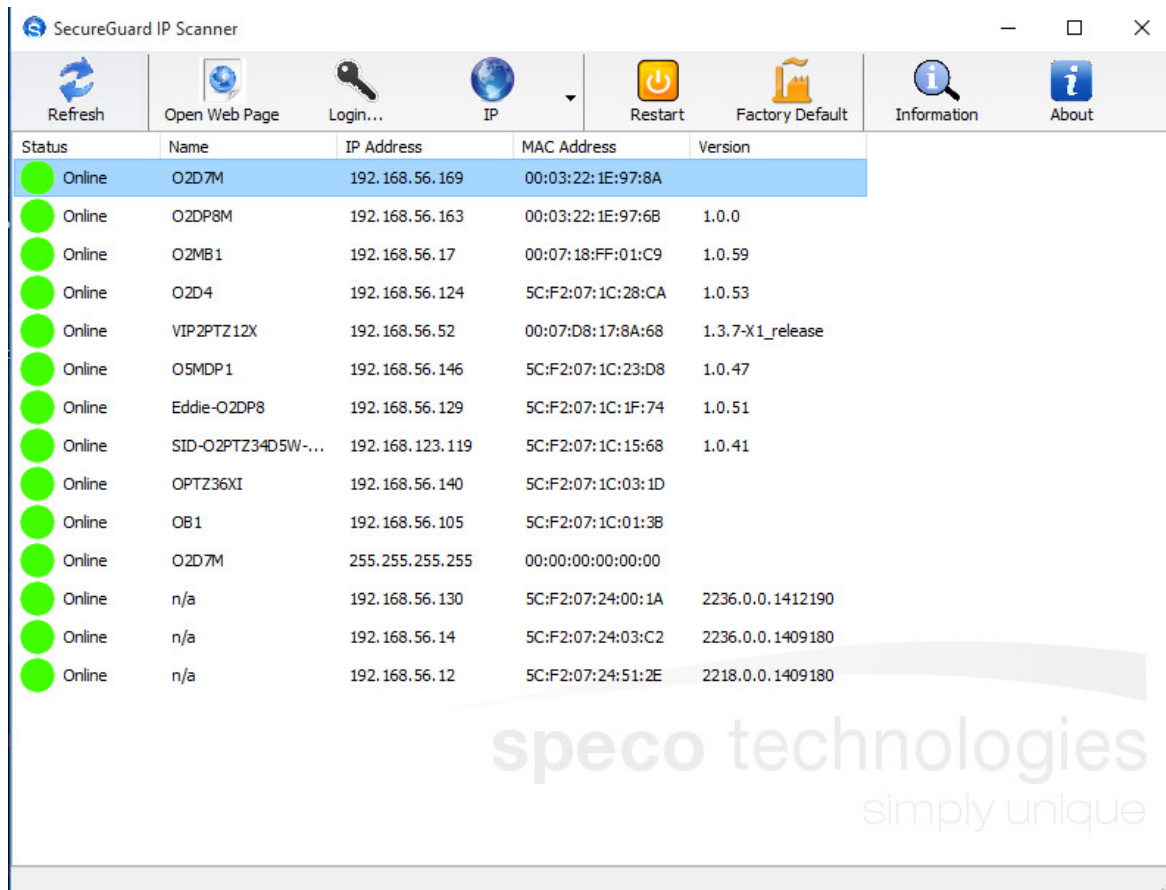 SecureGuard IP Scanner
Refresh Open Web Page Login... IP Restart Factory Default Information About
Status Name IP Address MAC Address Version
Online O2D7M 192.168.56.169 00:03:22:1E:97:8A
Online O2DP8M 192.168.56.163 00:03:22:1E:97:6B 1.0.0
Online O2MB1 192.168.56.17 00:07:18:FF:01:C9 1.0.59
Online O2D4 192.168.56.124 5C:F2:07:1C:28:CA 1.0.53
Online VIP2PTZ12X 192.168.56.52 00:07:D8:17:8A:68 1.3.7-X1_release
Online O5MDP1 192.168.56.146 5C:F2:07:1C:23:D8 1.0.47
Online Eddie-O2DP8 192.168.56.129 5C:F2:07:1C:1F:74 1.0.51
Online SID-O2PTZ34D5W-... 192.168.123.119 5C:F2:07:1C:15:68 1.0.41
Online OPTZ36XI 192.168.56.140 5C:F2:07:1C:03:1D
Online OB1 192.168.56.105 5C:F2:07:1C:01:3B
Online O2D7M 255.255.255.255 00:00:00:00:00:00
Online n/a 192.168.56.130 5C:F2:07:24:00:1A 2236.0.0.1412190
Online n/a 192.168.56.14 5C:F2:07:24:03:C2 2236.0.0.1409180
Online n/a 192.168.56.12 5C:F2:07:24:51:2E 2218.0.0.1409180
speco technologies
simply unique